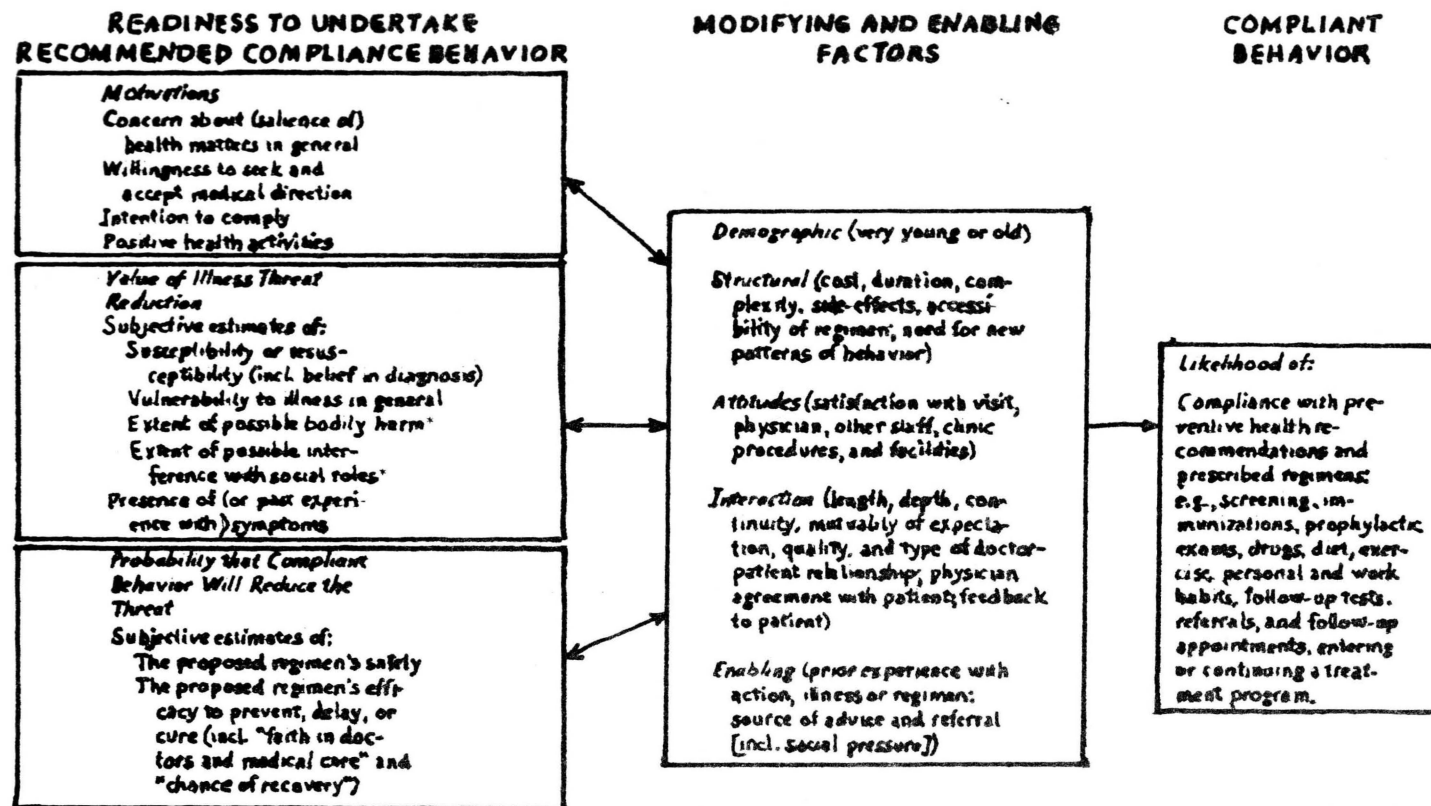 READINESS TO UNDERTAKE
RECOMMENDED COMPLIANCE BEHAVIOR
Motivations
Concern about (salience of)
health matters in general
Willingness to seek and
accept medical direction
Intention to comply
Positive health activities
Value of Illness Threat
Reduction
Subjective estimates of:
Susceptibility or resus-
ceptibility (incl. belief in diagnosis)
Vulnerability to illness in general
Extent of possible bodily harm*
Extent of possible inter-
ference with social roles*
Presence of (or past experi-
ence with) symptoms
Probability that Compliant
Behavior Will Reduce the
Threat
Subjective estimates of:
The proposed regimen's safety
The proposed regimen's effi-
cacy to prevent, delay, or
cure (incl. "faith in doc-
tors and medical care" and
"chance of recovery")
MODIFYING AND ENABLING
FACTORS
Demographic (very young or old)
Structural (cost, duration, com-
plexity, side-effects, accessi-
bility of regimen; need for new
patterns of behavior)
Attitudes (satisfaction with visit,
physician, other staff, clinic
procedures, and facilities)
Interaction (length, depth, con-
tinuity, mutuality of expecta-
tion, quality, and type of doctor-
patient relationship; physician
agreement with patient; feedback
to patient)
Enabling (prior experience with
action, illness or regimen:
source of advice and referral
[incl. social pressure])
COMPLIANT
BEHAVIOR
Likelihood of:
Compliance with pre-
ventive health re-
commendations and
prescribed regimens:
e.g., screening, im-
munizations, prophylactic
exams, drugs, diet, exer-
cise, personal and work
habits, follow-up tests,
referrals, and follow-up
appointments, entering
or continuing a treat-
ment program.